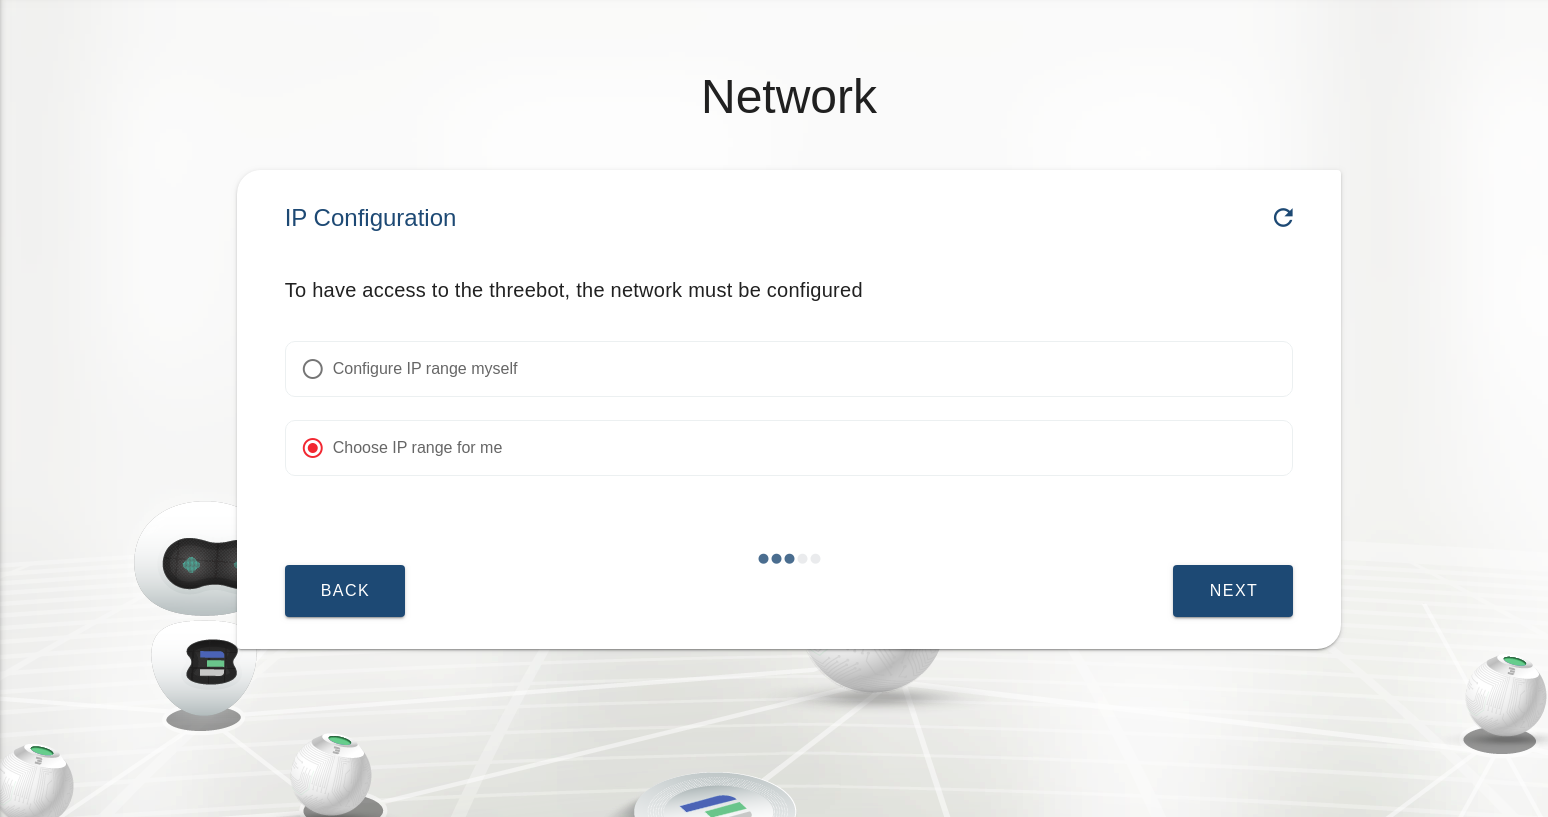 Network
IP Configuration
To have access to the threebot, the network must be configured
Configure IP range myself
Choose IP range for me
BACK
NEXT